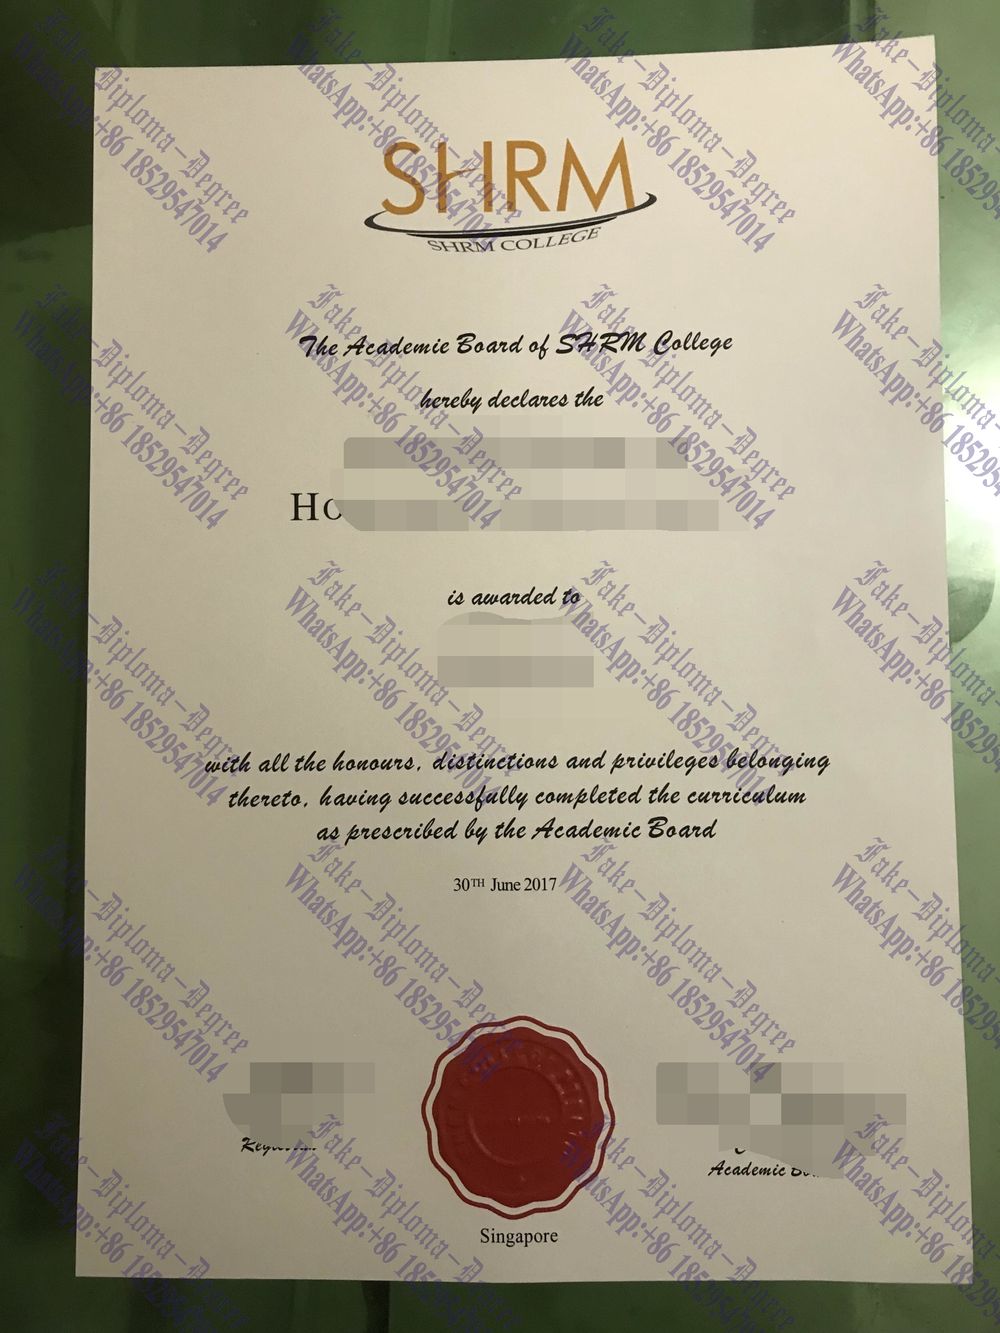 SHRM
SHRM COLLEGE
The Academic Board of SHRM College
hereby declares the
is awarded to
with all the honours, distinctions and privileges belonging
thereto, having successfully completed the curriculum
as prescribed by the Academic Board
30TH June 2017
Academic
Singapore
Fake-Diploma-Degree
WhatsApp:+86 18529547014